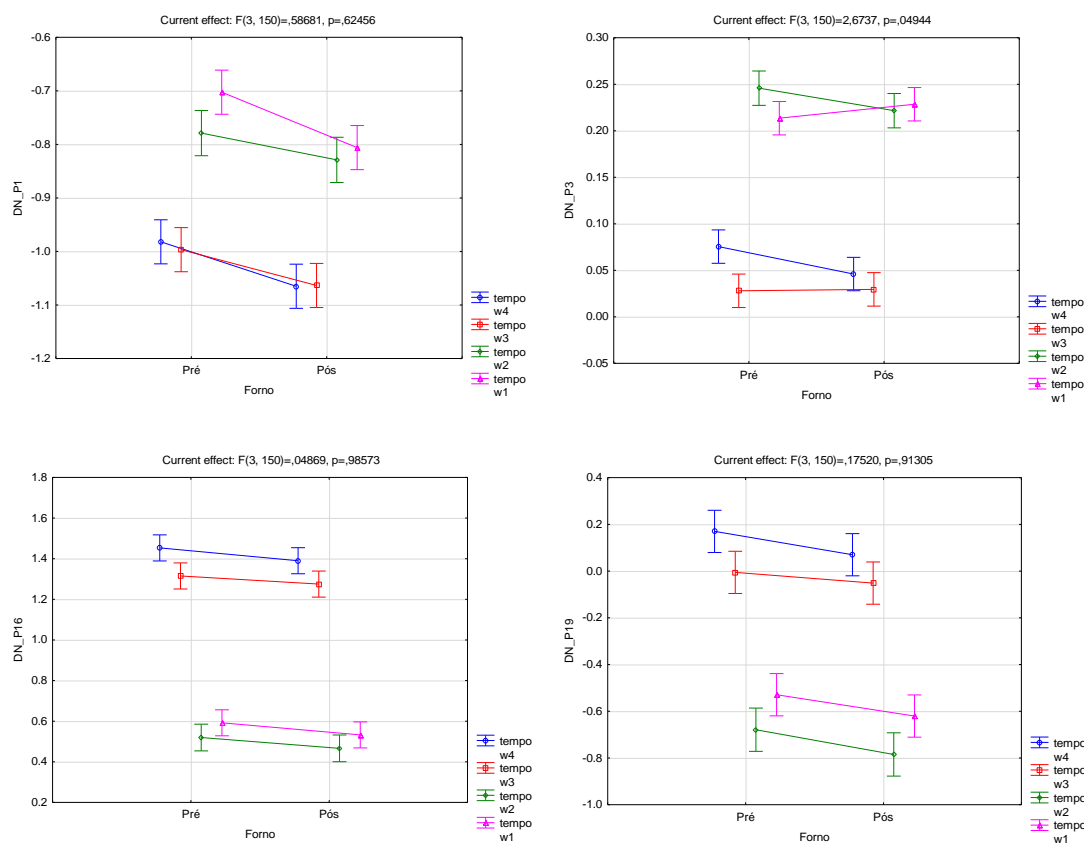 Current effect: F(3, 150)=,58681, p=,62456
-0.6
-0.7
-0.8
-0.9
-1.0
-1.1
-1.2
DN_P1
Pré
Pós
Forno
tempo
w4
tempo
w3
tempo
w2
tempo
w1
Current effect: F(3, 150)=2,6737, p=,04944
0.30
0.25
0.20
0.15
0.10
0.05
0.00
-0.05
DN_P3
Pré
Pós
Forno
tempo
w4
tempo
w3
tempo
w2
tempo
w1
Current effect: F(3, 150)=,04869, p=,98573
1.8
1.6
1.4
1.2
1.0
0.8
0.6
0.4
0.2
DN_P16
Pré
Pós
Forno
tempo
w4
tempo
w3
tempo
w2
tempo
w1
Current effect: F(3, 150)=,17520, p=,91305
0.4
0.2
0.0
-0.2
-0.4
-0.6
-0.8
-1.0
DN_P19
Pré
Pós
Forno
tempo
w4
tempo
w3
tempo
w2
tempo
w1